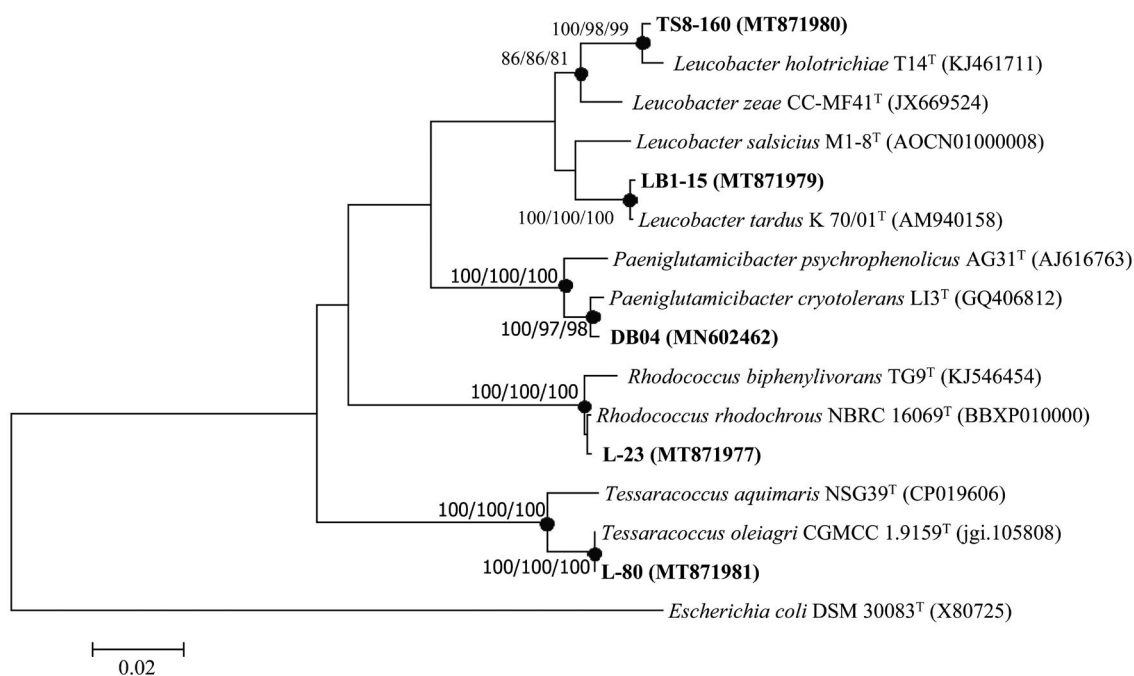 TS8-160 (MT871980)
100/98/99
86/86/81
Leucobacter holotrichiae T14ᵀ (KJ461711)
Leucobacter zeae CC-MF41ᵀ (JX669524)
Leucobacter salsicius M1-8ᵀ (AOCN01000008)
LB1-15 (MT871979)
100/100/100
Leucobacter tardus K 70/01ᵀ (AM940158)
Paeniglutamicibacter psychrophenolicus AG31ᵀ (AJ616763)
100/100/100
Paeniglutamicibacter cryotolerans LI3ᵀ (GQ406812)
100/97/98
DB04 (MN602462)
Rhodococcus biphenylivorans TG9ᵀ (KJ546454)
100/100/100
Rhodococcus rhodochrous NBRC 16069ᵀ (BBXP010000)
L-23 (MT871977)
Tessaracoccus aquimaris NSG39ᵀ (CP019606)
100/100/100
Tessaracoccus oleiagri CGMCC 1.9159ᵀ (jgi.105808)
100/100/100
L-80 (MT871981)
Escherichia coli DSM 30083ᵀ (X80725)
0.02